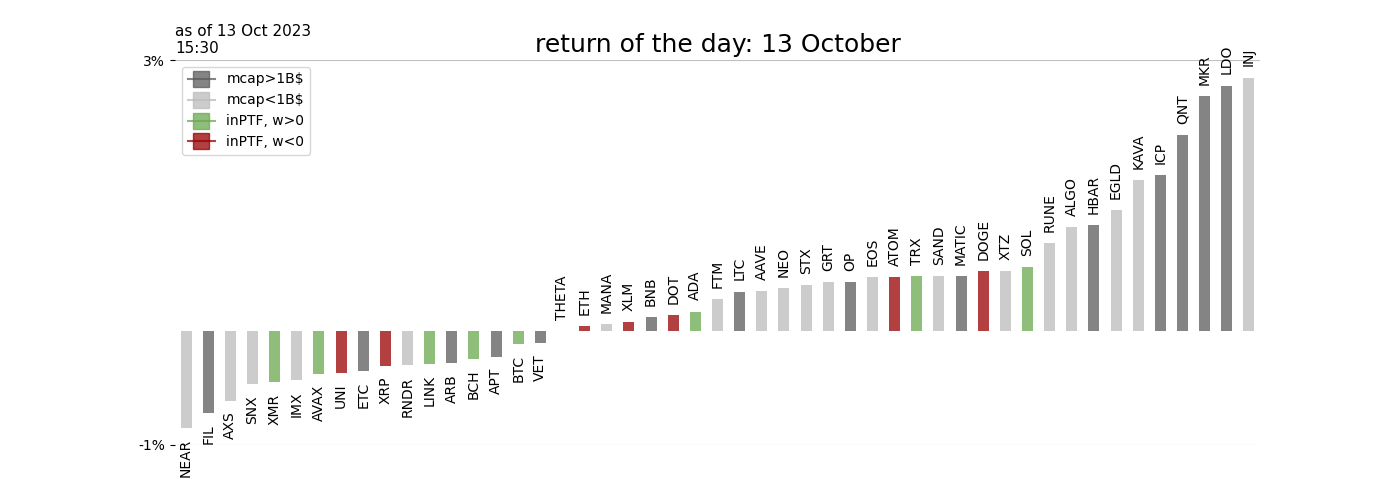 as of 13 Oct 2023
15:30
return of the day: 13 October
3%
mcap>1B$
mcap<1B$
inPTF, w>0
inPTF, w<0
-1%
NEAR
FIL
AXS
SNX
XMR
IMX
AVAX
UNI
ETC
XRP
RNDR
LINK
ARB
BCH
APT
BTC
VET
THETA
ETH
MANA
XLM
BNB
DOT
ADA
FTM
LTC
AAVE
NEO
STX
GRT
OP
EOS
ATOM
TRX
SAND
MATIC
DOGE
XTZ
SOL
RUNE
ALGO
HBAR
EGLD
KAVA
ICP
QNT
MKR
LDO
INJ